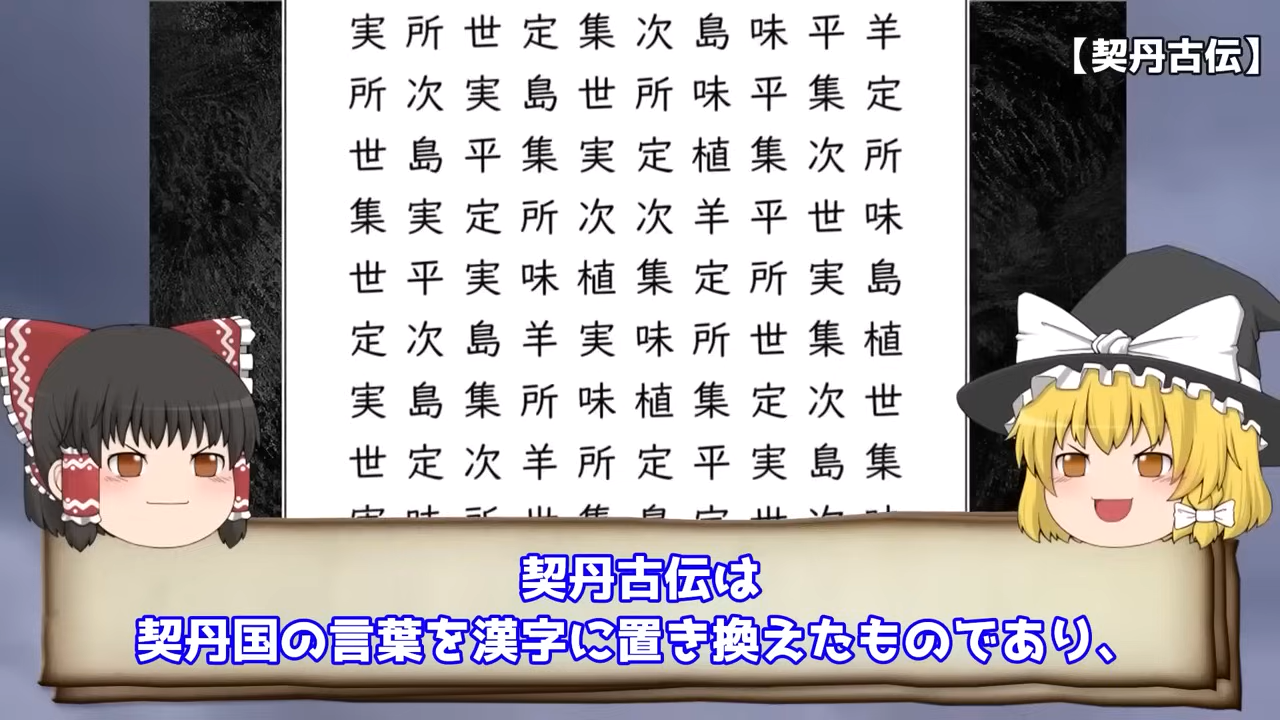 【契丹古伝】
実所世定集次島味平羊
所次実島世所味平集定
世島平集実定植集次所
集実定所次次羊平世味
世平実味植集定所実島
定次島羊実味所世集植
実島集所味植集定次世
世定次羊所定平実島集
契丹古伝は
契丹国の言葉を漢字に置き換えたものであり、